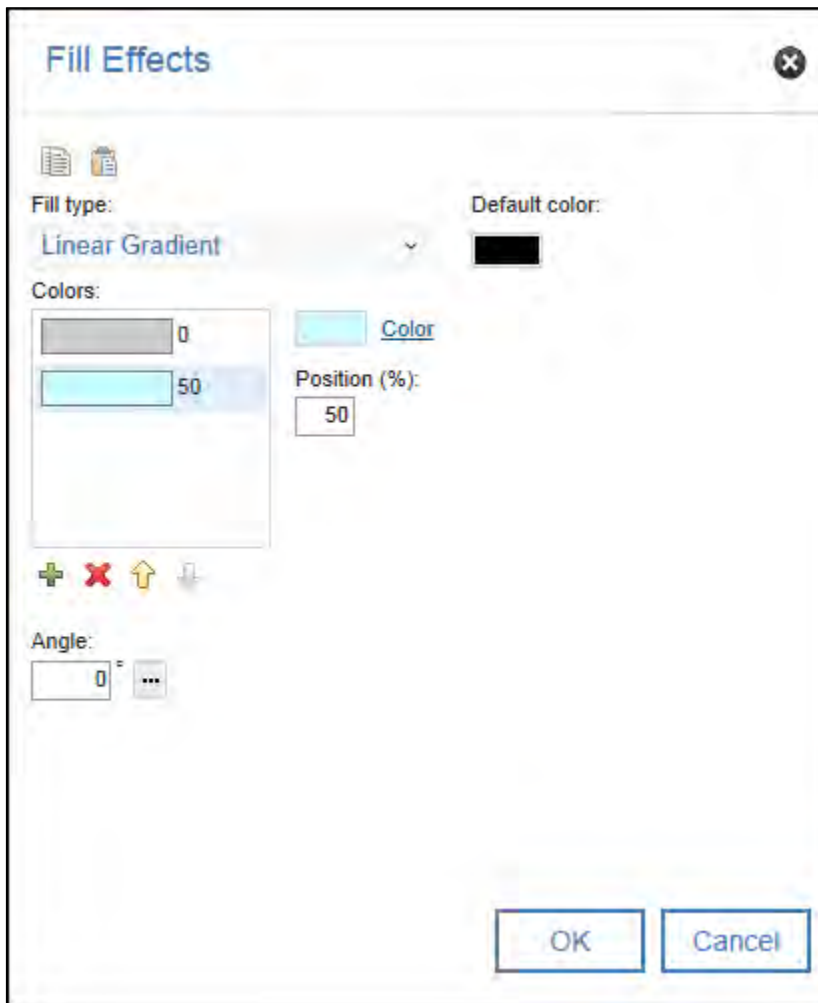 Fill Effects
Fill type:
Default color:
Linear Gradient
Colors:
0
Color
50
Position (%):
50
Angle:
0 °
...
OK
Cancel